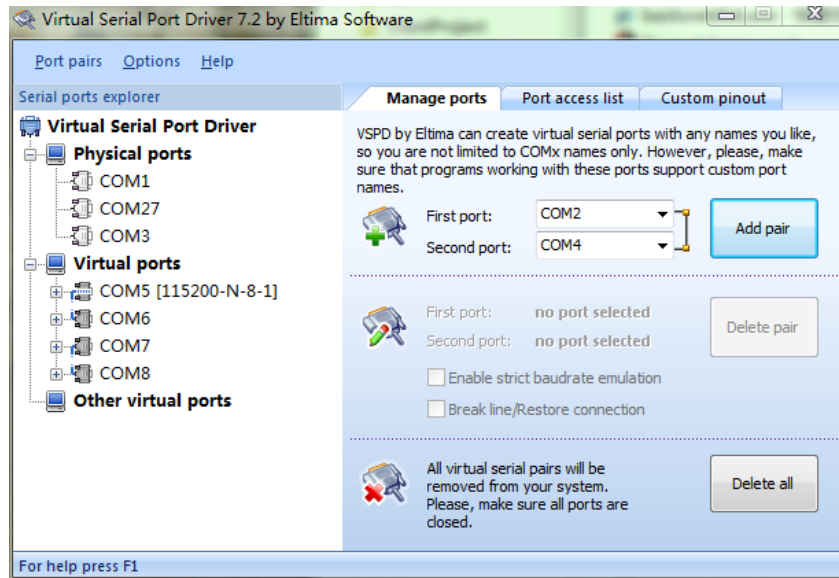 Virtual Serial Port Driver 7.2 by Eltima Software
Port pairs Options Help
Serial ports explorer
Virtual Serial Port Driver
Physical ports
COM1
COM27
COM3
Virtual ports
COM5 [115200-N-8-1]
COM6
COM7
COM8
Other virtual ports
Manage ports Port access list Custom pinout
VSPD by Eltima can create virtual serial ports with any names you like,
so you are not limited to COMx names only. However, please, make
sure that programs working with these ports support custom port
names.
First port: COM2
Second port: COM4
Add pair
First port: no port selected
Second port: no port selected
Delete pair
Enable strict baudrate emulation
Break line/Restore connection
All virtual serial pairs will be
removed from your system.
Please, make sure all ports are
closed.
Delete all
For help press F1